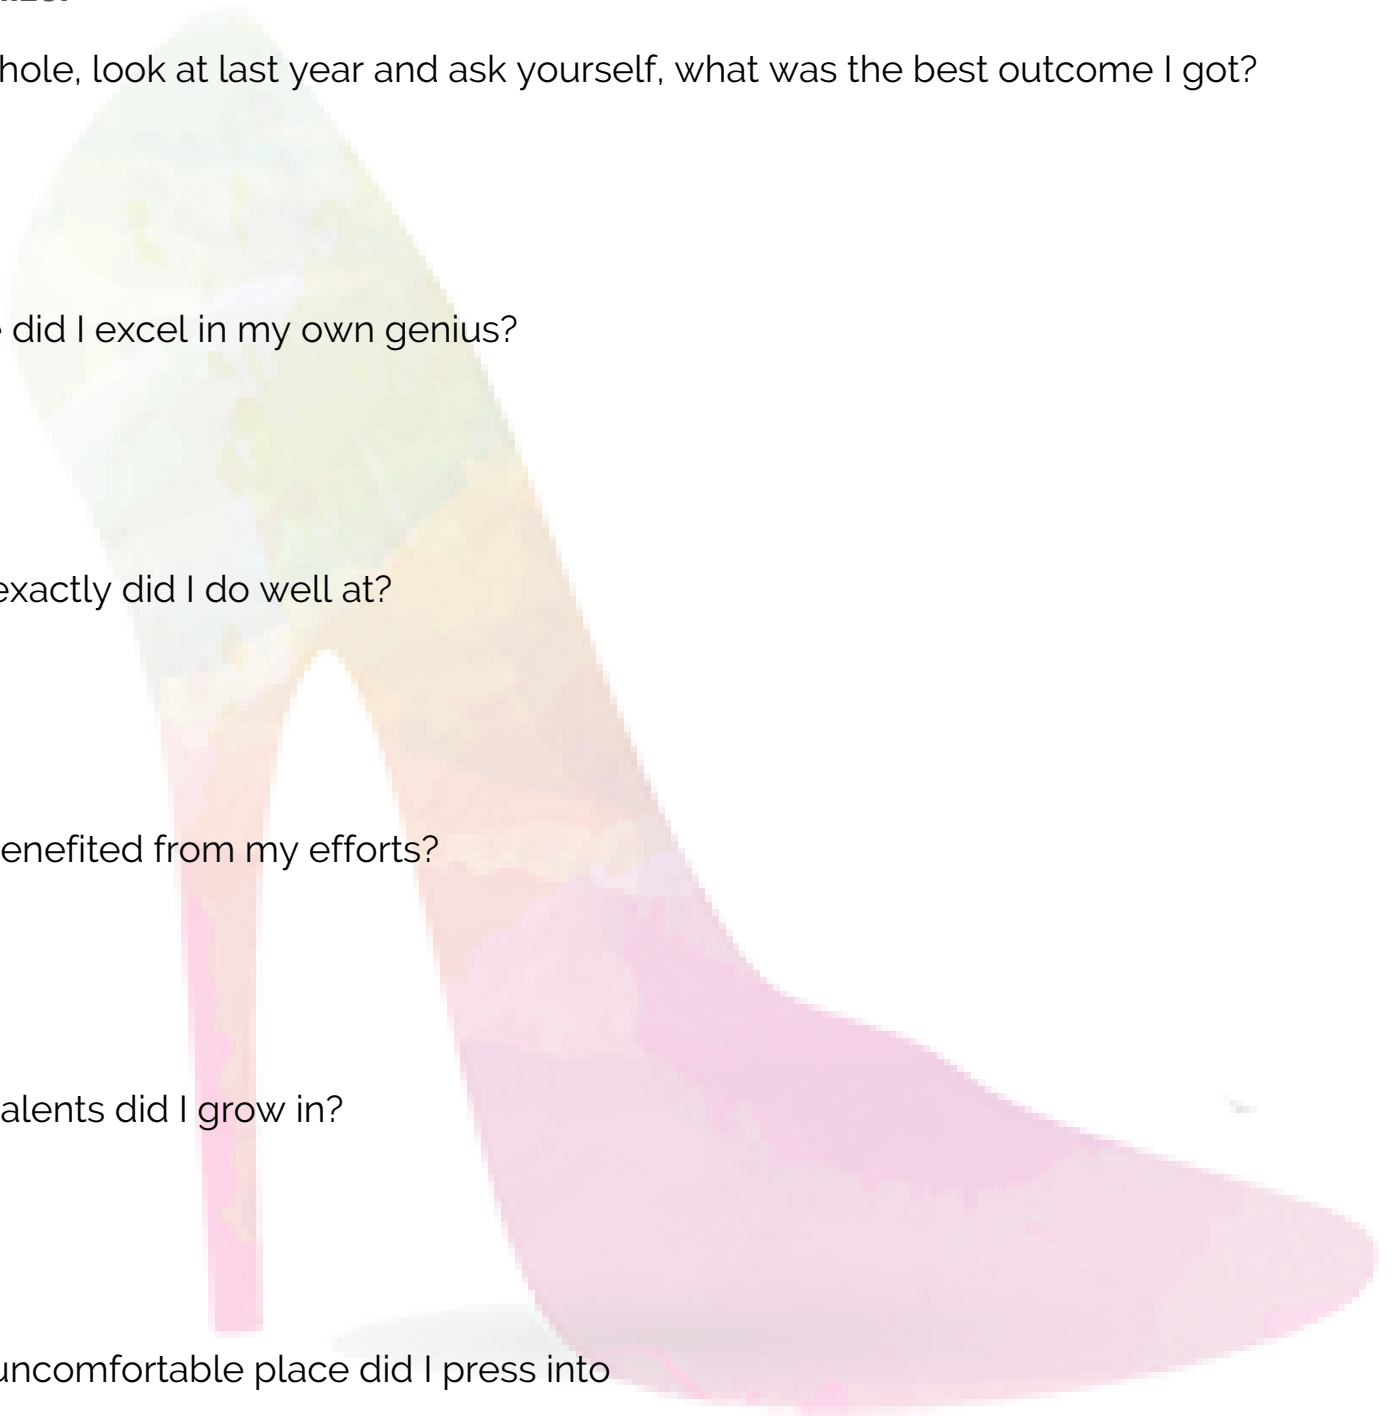 hole, look at last year and ask yourself, what was the best outcome I got?
did I excel in my own genius?
exactly did I do well at?
enefited from my efforts?
alents did I grow in?
uncomfortable place did I press into